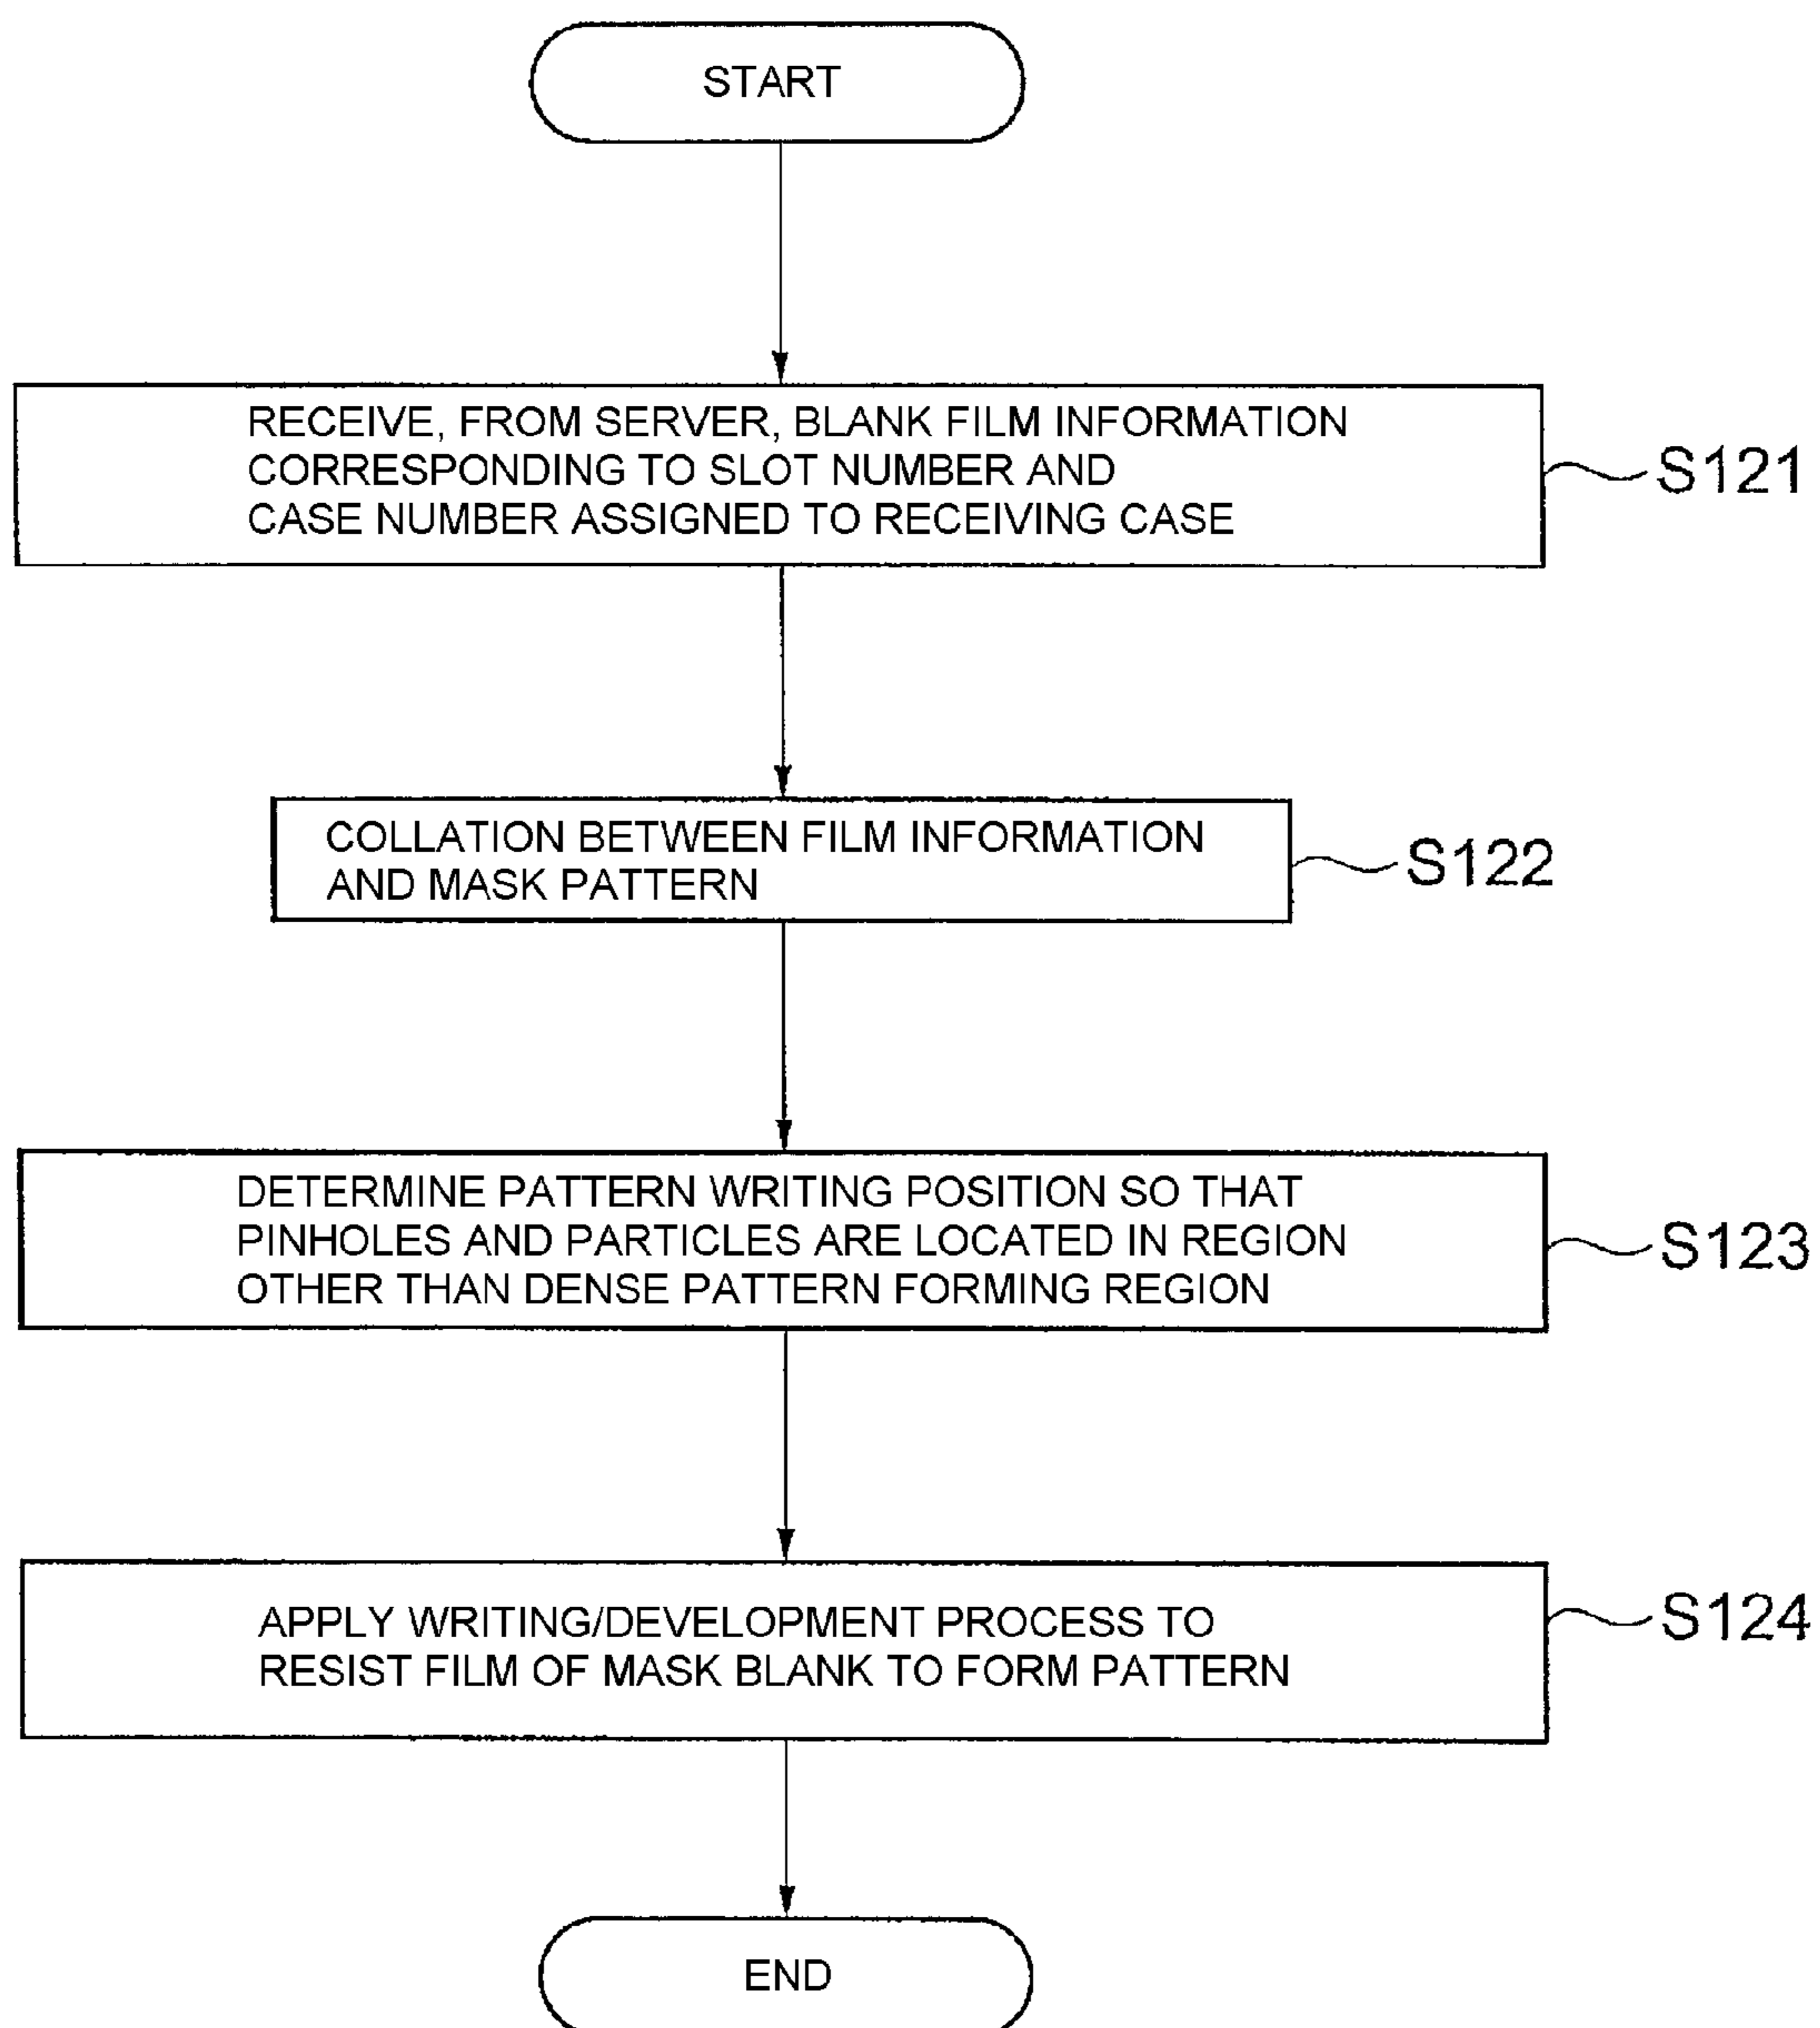 START
RECEIVE, FROM SERVER, BLANK FILM INFORMATION
CORRESPONDING TO SLOT NUMBER AND
CASE NUMBER ASSIGNED TO RECEIVING CASE
S121
COLLATION BETWEEN FILM INFORMATION
AND MASK PATTERN
S122
DETERMINE PATTERN WRITING POSITION SO THAT
PINHOLES AND PARTICLES ARE LOCATED IN REGION
OTHER THAN DENSE PATTERN FORMING REGION
S123
APPLY WRITING/DEVELOPMENT PROCESS TO
RESIST FILM OF MASK BLANK TO FORM PATTERN
S124
END